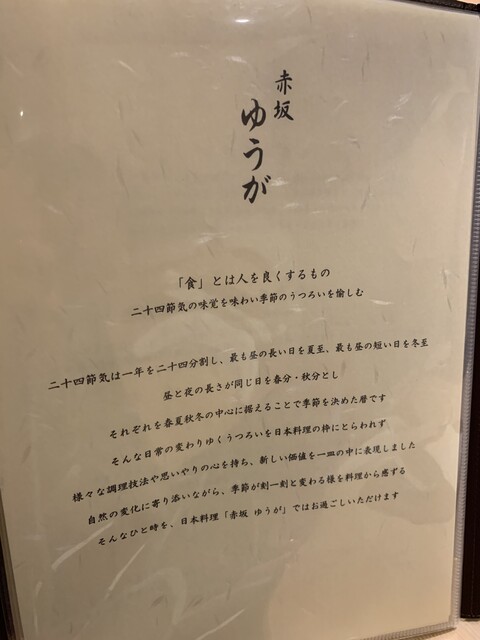 赤坂
ゆうが
「食」とは人を良くするもの
二十四節気の味覚を味わい季節のうつろいを愉しむ
二十四節気は一年を二十四分割し、最も昼の長い日を夏至、最も昼の短い日を冬至
昼と夜の長さが同じ日を春分・秋分とし
それぞれを春夏秋冬の中心に据えることで季節を決めた暦です
そんな日常の変わりゆくうつろいを日本料理の枠にとらわれず
様々な調理技法や思いやりの心を持ち、新しい価値を一皿の中に表現しました
自然の変化に寄り添いながら、季節が刻一刻と変わる様を料理から感ずる
そんなひと時を、日本料理「赤坂 ゆうが」ではお過ごしいただけます